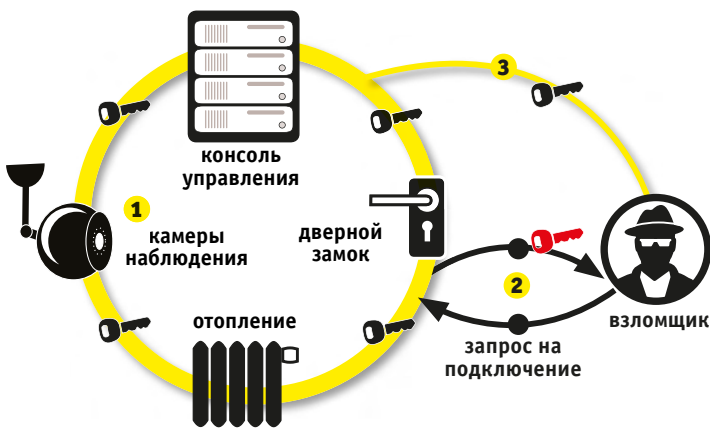 3
консоль
управления
1
камеры
наблюдения
дверной
замок
2
взломщик
отопление
запрос на
подключение